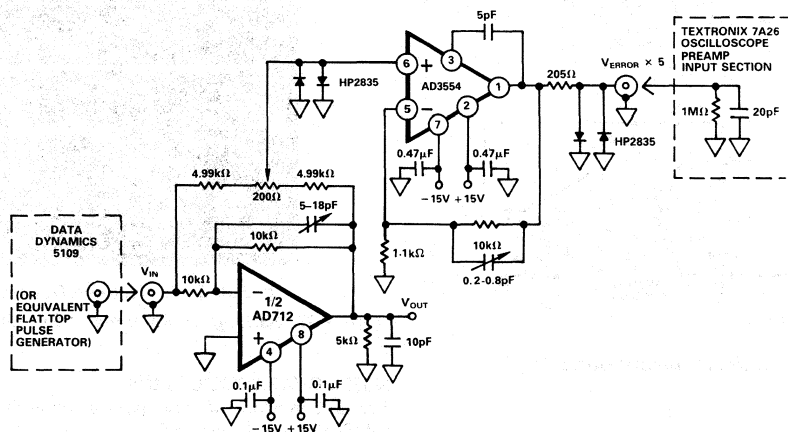 5pF
TEXTRONIX 7A26
OSCILLOSCOPE
PREAMP
INPUT SECTION
VERROR × 5
3
6
+
AD3554
1
205Ω
HP2835
5
–
2
7
1MΩ
20pF
0.47μF
0.47μF
HP2835
4.99kΩ
4.99kΩ
200Ω
–15V +15V
5–18pF
DATA
DYNAMICS
5109
10kΩ
1.1kΩ
10kΩ
0.2-0.8pF
VIN
10kΩ
(OR
EQUIVALENT
FLAT TOP
PULSE
GENERATOR)
–
1/2
AD712
+
8
4
VOUT
5kΩ
10pF
0.1μF
0.1μF
–15V +15V